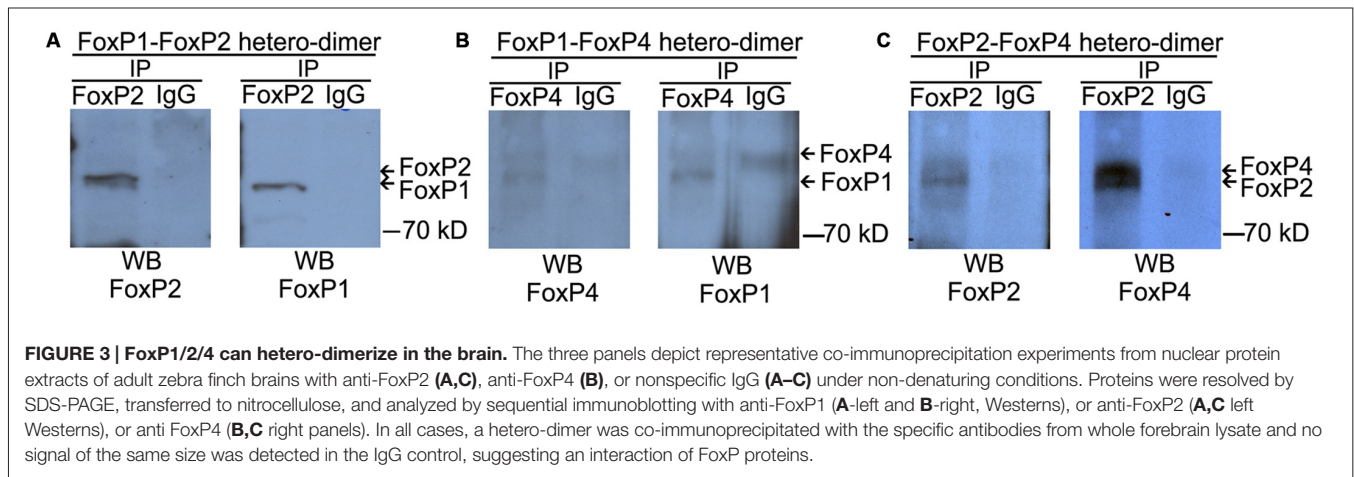 A FoxP1-FoxP2 hetero-dimer
IP
FoxP2 IgG FoxP2 IgG
FoxP2
FoxP1
70 kD
WB WB
FoxP2 FoxP1
B FoxP1-FoxP4 hetero-dimer
IP IP
FoxP4 IgG FoxP4 IgG
FoxP4
FoxP1
70 kD
WB WB
FoxP4 FoxP1
C FoxP2-FoxP4 hetero-dimer
IP IP
FoxP2 IgG FoxP2 IgG
FoxP4
FoxP2
70 kD
WB WB
FoxP2 FoxP4
FIGURE 3 | FoxP1/2/4 can hetero-dimerize in the brain. The three panels depict representative co-immunoprecipitation experiments from nuclear protein
extracts of adult zebra finch brains with anti-FoxP2 (A,C), anti-FoxP4 (B), or nonspecific IgG (A–C) under non-denaturing conditions. Proteins were resolved by
SDS-PAGE, transferred to nitrocellulose, and analyzed by sequential immunoblotting with anti-FoxP1 (A-left and B-right, Westerns), or anti-FoxP2 (A,C left
Westerns), or anti FoxP4 (B,C right panels). In all cases, a hetero-dimer was co-immunoprecipitated with the specific antibodies from whole forebrain lysate and no
signal of the same size was detected in the IgG control, suggesting an interaction of FoxP proteins.